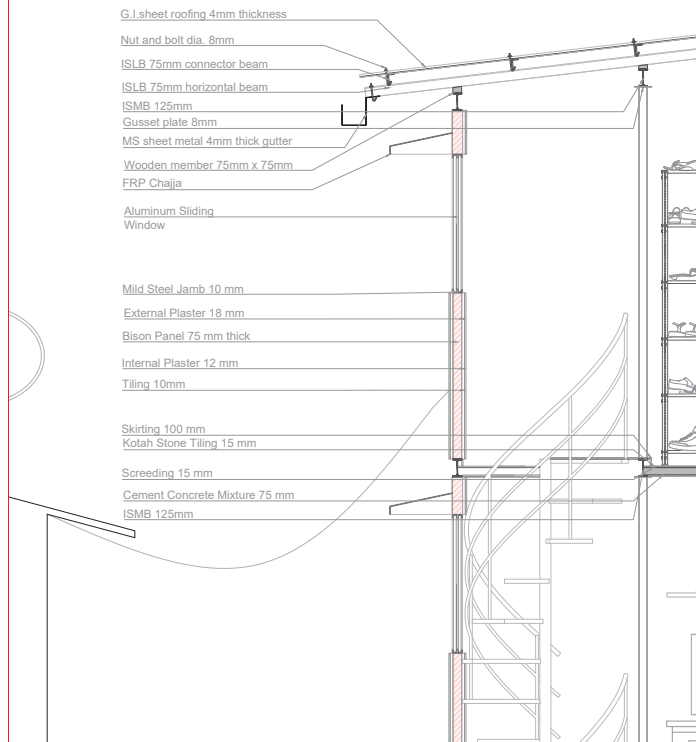 G.I.sheet roofing 4mm thickness
Nut and bolt dia. 8mm
ISLB 75mm connector beam
ISLB 75mm horizontal beam
ISMB 125mm
Gusset plate 8mm
MS sheet metal 4mm thick gutter
Wooden member 75mm x 75mm
FRP Chajja
Aluminum Sliding
Window
Mild Steel Jamb 10 mm
External Plaster 18 mm
Bison Panel 75 mm thick
Internal Plaster 12 mm
Tiling 10mm
Skirting 100 mm
Kotah Stone Tiling 15 mm
Screeding 15 mm
Cement Concrete Mixture 75 mm
ISMB 125mm